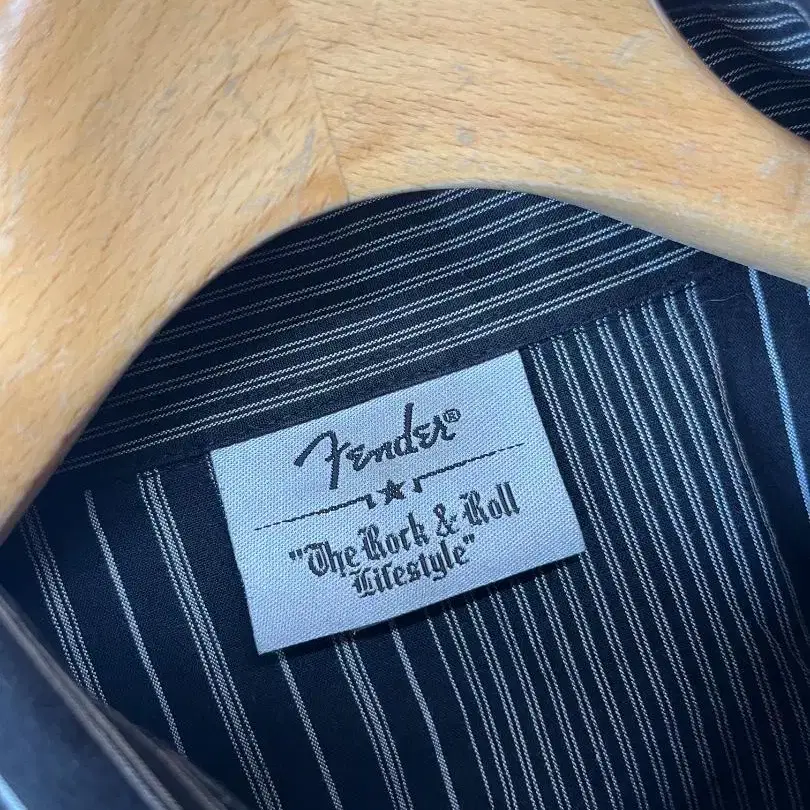 Fender®
"The Rock & Roll
Lifestyle"